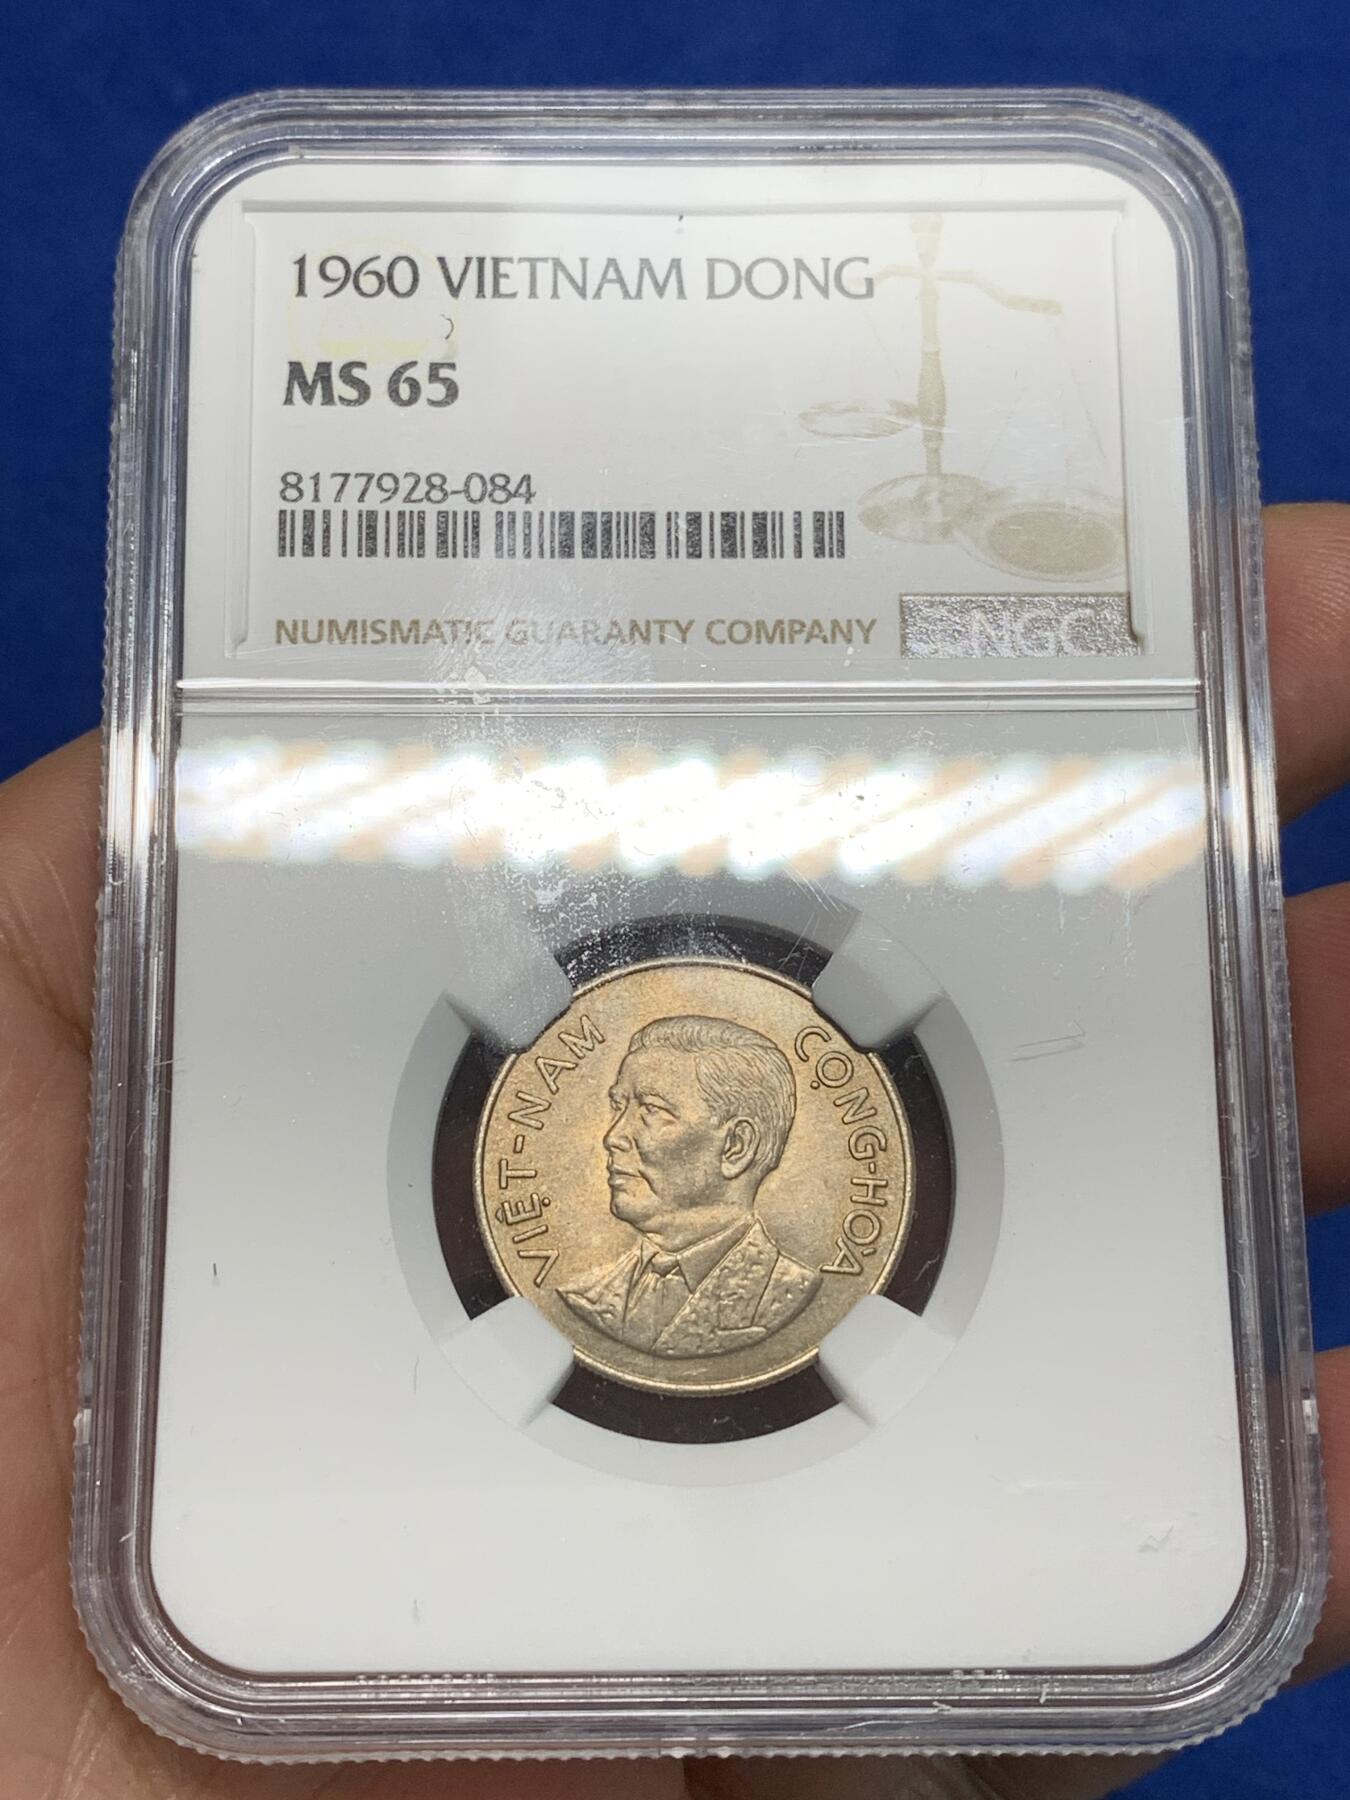 1960 VIETNAM DONG
MS 65
8177928-084
NUMISMATIC GUARANTY COMPANY
NGC
VIỆT-NAM CỘNG-HÒA